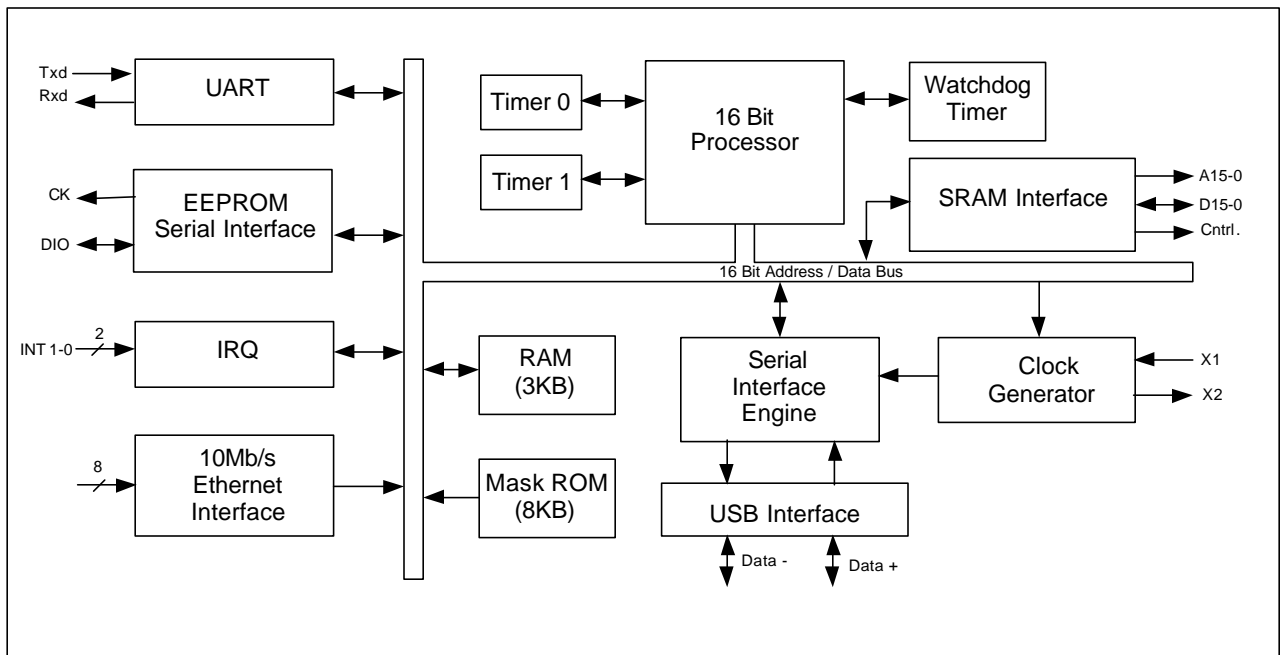 Txd
Rxd
UART
Timer 0
16 Bit
Processor
Watchdog
Timer
Timer 1
CK
DIO
EEPROM
Serial Interface
SRAM Interface
A15-0
D15-0
Cntrl.
16 Bit Address / Data Bus
INT 1-0
2
IRQ
RAM
(3KB)
Serial
Interface
Engine
Clock
Generator
X1
X2
8
10Mb/s
Ethernet
Interface
Mask ROM
(8KB)
USB Interface
Data -
Data +